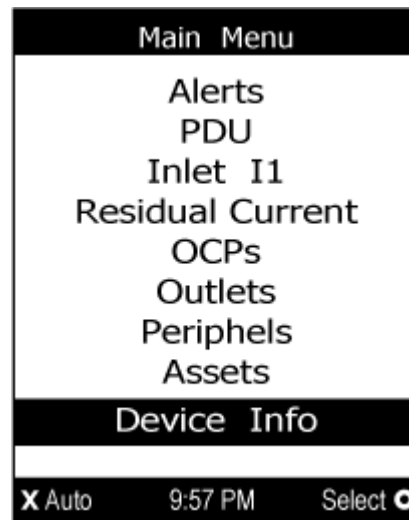 Main Menu
Alerts
PDU
Inlet I1
Residual Current
OCPs
Outlets
Periphels
Assets
Device Info
X Auto 9:57 PM Select O